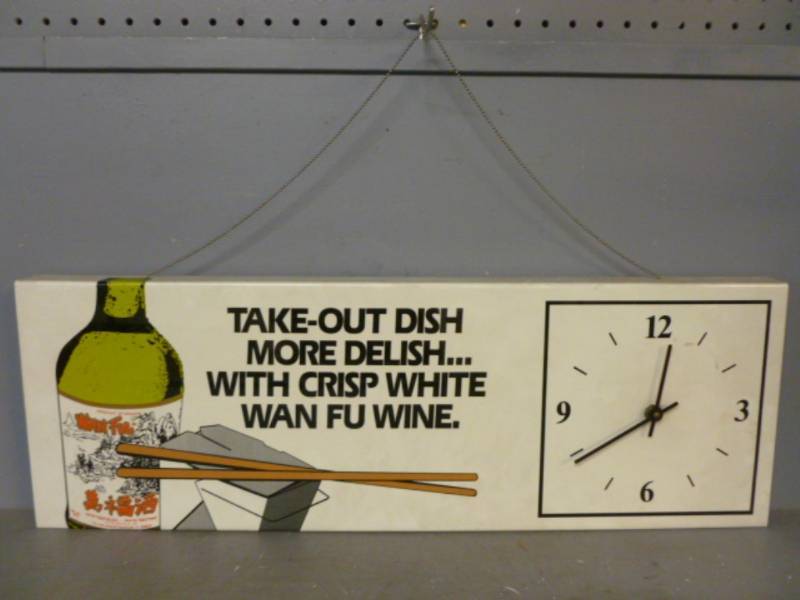 TAKE-OUT DISH
MORE DELISH...
WITH CRISP WHITE
WAN FU WINE.
Wan Fu
萬福酒
12
9
3
6